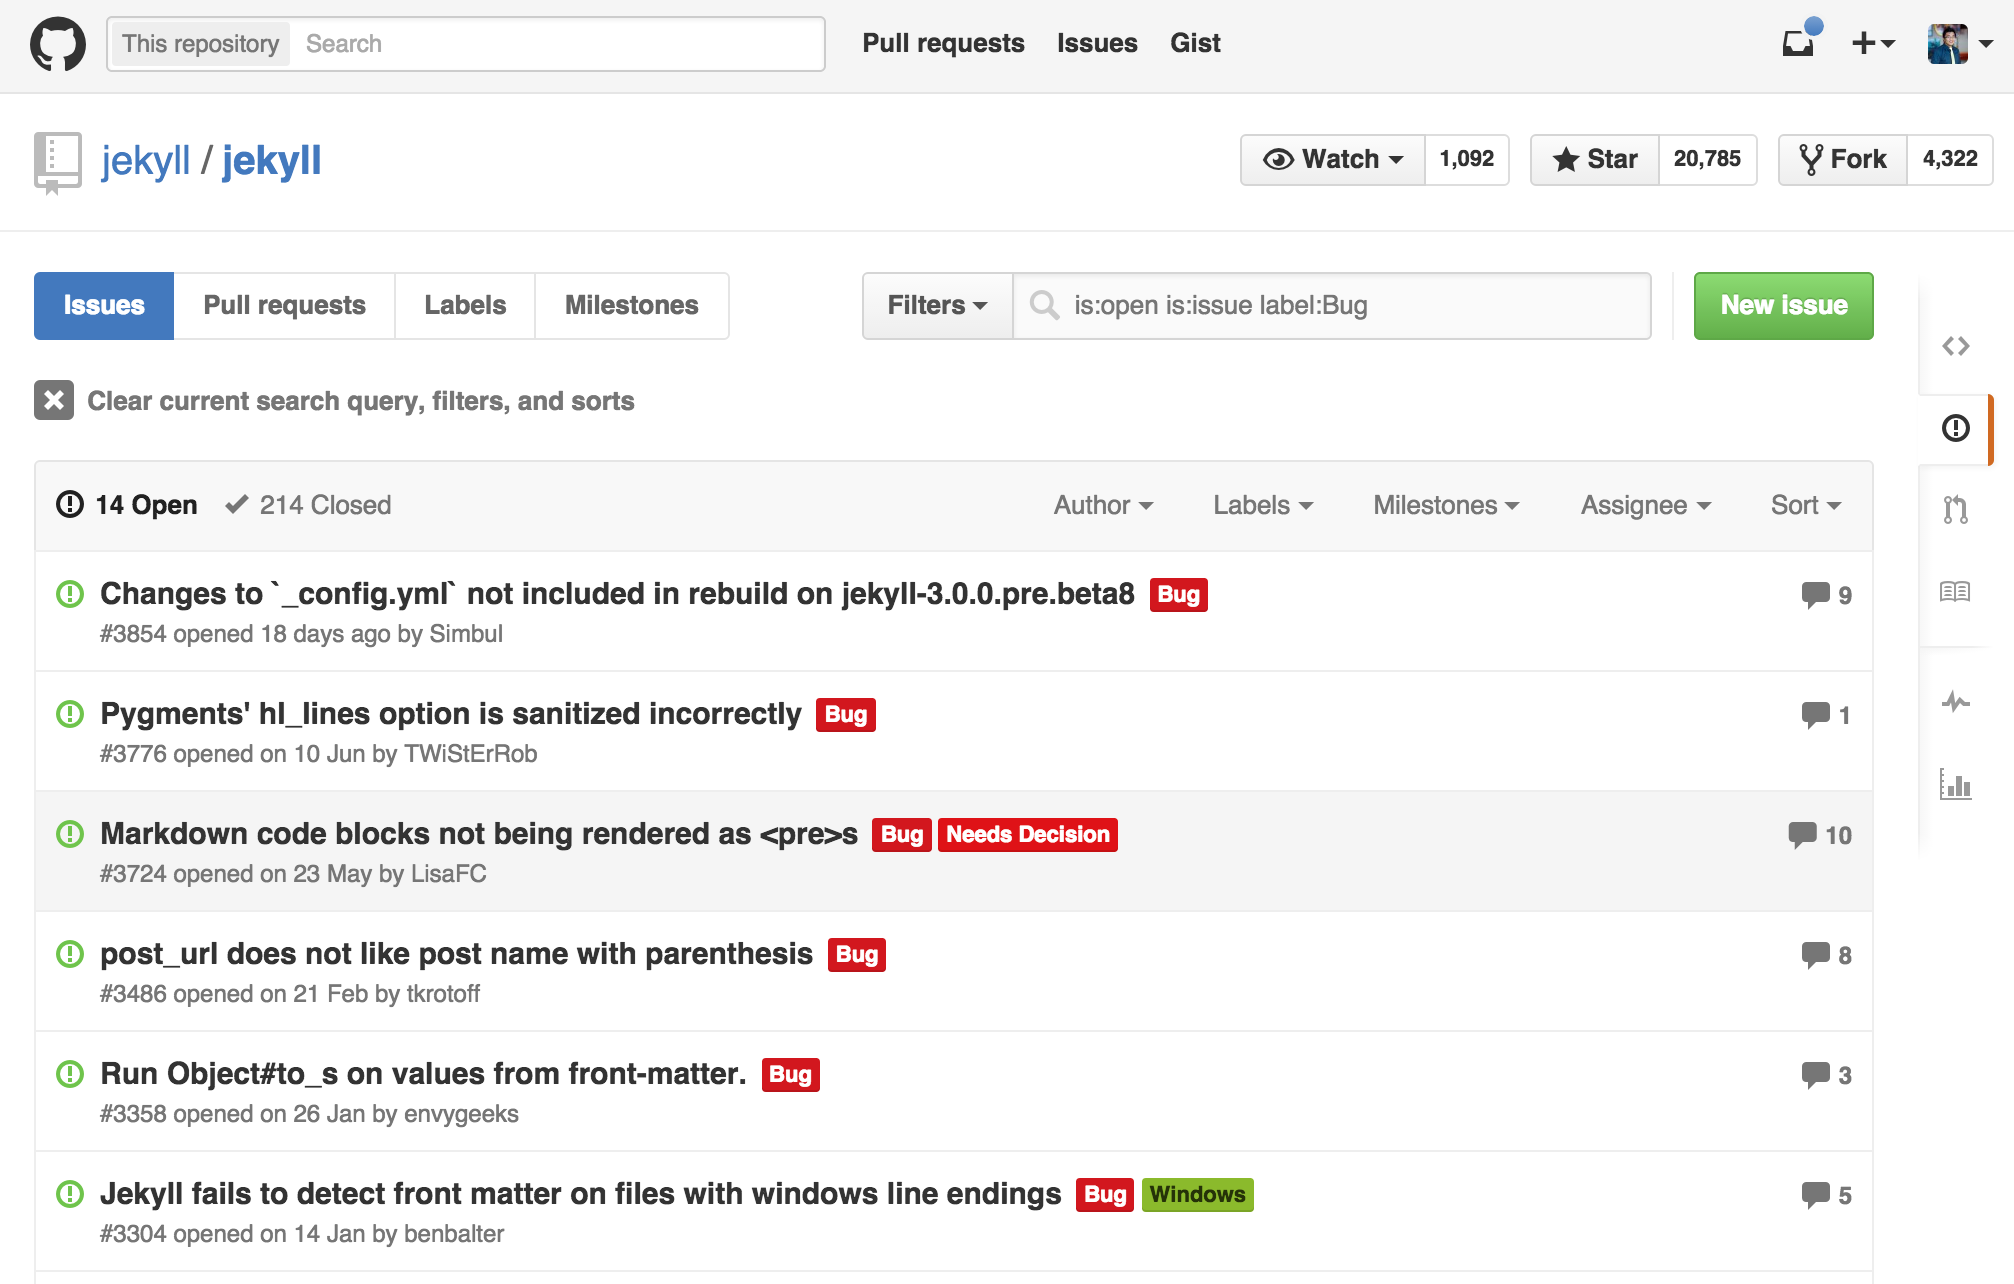 This repository Search Pull requests Issues Gist
jekyll / jekyll Watch 1,092 Star 20,785 Fork 4,322
Issues Pull requests Labels Milestones Filters is:open is:issue label:Bug New issue
Clear current search query, filters, and sorts
14 Open 214 Closed Author Labels Milestones Assignee Sort
Changes to `_config.yml` not included in rebuild on jekyll-3.0.0.pre.beta8 Bug 9
#3854 opened 18 days ago by Simbul
Pygments' hl_lines option is sanitized incorrectly Bug 1
#3776 opened on 10 Jun by TWiStErRob
Markdown code blocks not being rendered as <pre>s Bug Needs Decision 10
#3724 opened on 23 May by LisaFC
post_url does not like post name with parenthesis Bug 8
#3486 opened on 21 Feb by tkrotoff
Run Object#to_s on values from front-matter. Bug 3
#3358 opened on 26 Jan by envygeeks
Jekyll fails to detect front matter on files with windows line endings Bug Windows 5
#3304 opened on 14 Jan by benbalter